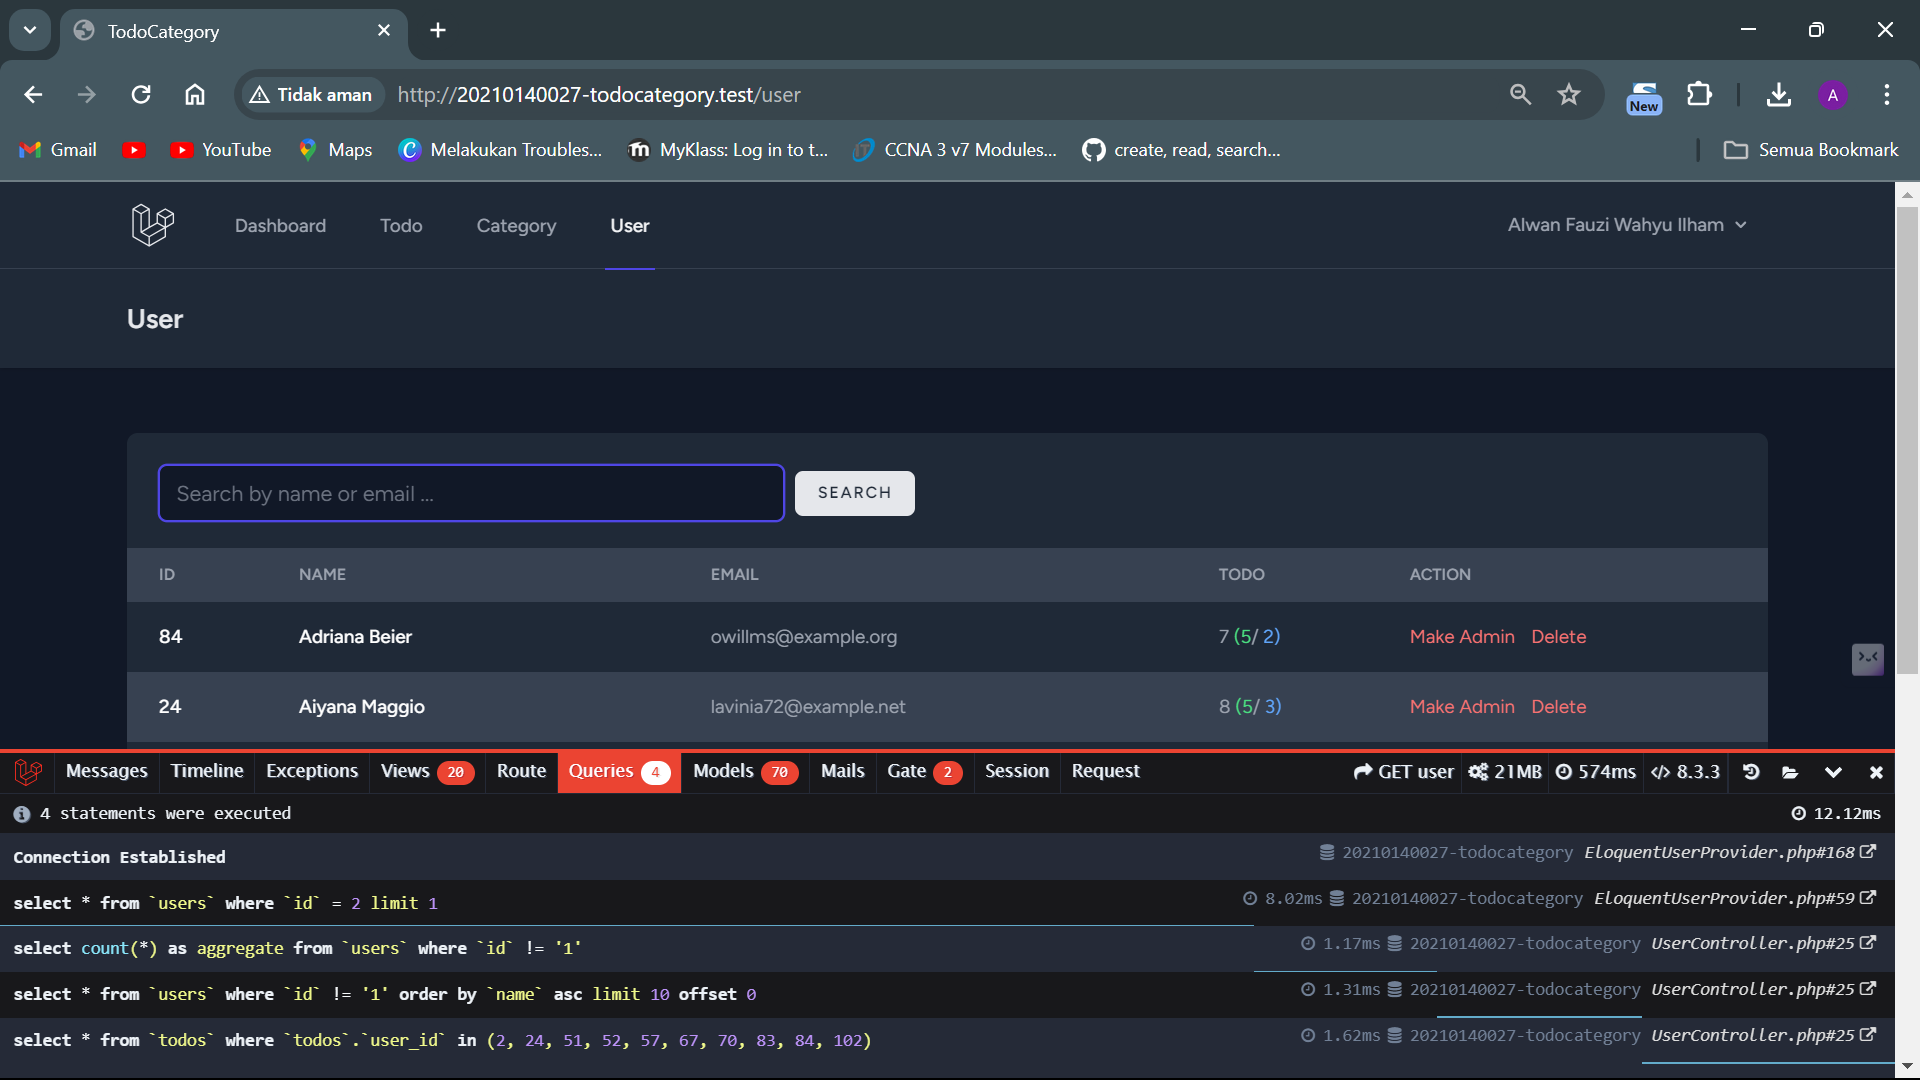 TodoCategory
Tidak aman http://20210140027-todocategory.test/user New A
Gmail YouTube Maps Melakukan Troubles... MyKlass: Log in to t... CCNA 3 v7 Modules... create, read, search... Semua Bookmark
Dashboard Todo Category User Alwan Fauzi Wahyu Ilham
User
Search by name or email ... SEARCH
ID NAME EMAIL TODO ACTION
84 Adriana Beier owillms@example.org 7 (5/ 2) Make Admin Delete
24 Aiyana Maggio lavinia72@example.net 8 (5/ 3) Make Admin Delete
Messages Timeline Exceptions Views 20 Route Queries 4 Models 70 Mails Gate 2 Session Request GET user 21MB 574ms 8.3.3
4 statements were executed 12.12ms
Connection Established 20210140027-todocategory EloquentUserProvider.php#168
select * from `users` where `id` = 2 limit 1 8.02ms 20210140027-todocategory EloquentUserProvider.php#59
select count(*) as aggregate from `users` where `id` != '1' 1.17ms 20210140027-todocategory UserController.php#25
select * from `users` where `id` != '1' order by `name` asc limit 10 offset 0 1.31ms 20210140027-todocategory UserController.php#25
select * from `todos` where `todos`.`user_id` in (2, 24, 51, 52, 57, 67, 70, 83, 84, 102) 1.62ms 20210140027-todocategory UserController.php#25